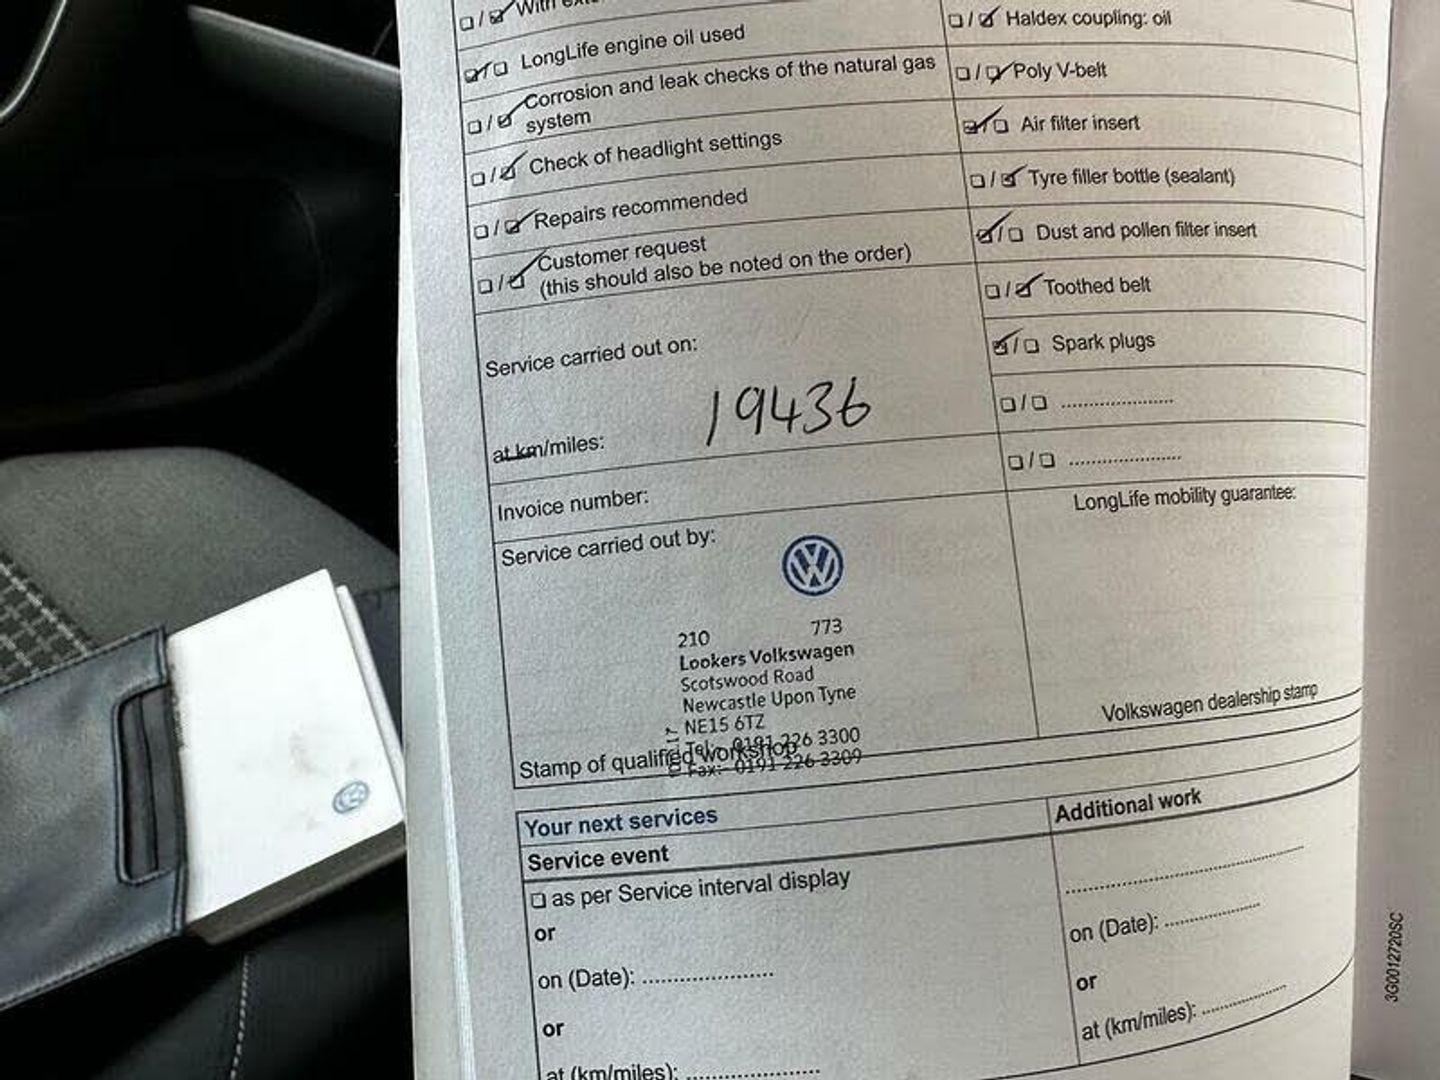 ☐ / ☑ With
☑ / ☐ LongLife engine oil used
☐ / ☑ Corrosion and leak checks of the natural gas
system
☐ / ☑ Check of headlight settings
☐ / ☑ Repairs recommended
☐ / ☑ Customer request
(this should also be noted on the order)
Service carried out on:
at km/miles: 19436
Invoice number:
Service carried out by:
210 773
Lookers Volkswagen
Scotswood Road
Newcastle Upon Tyne
NE15 6TZ
Tel:- 0191 226 3300
Fax:- 0191 226 3309
Stamp of qualified workshop
☐ / ☑ Haldex coupling: oil
☐ / ☑ Poly V-belt
☑ / ☐ Air filter insert
☐ / ☑ Tyre filler bottle (sealant)
☑ / ☐ Dust and pollen filter insert
☐ / ☑ Toothed belt
☑ / ☐ Spark plugs
☐ / ☐ ......................
☐ / ☐ ......................
LongLife mobility guarantee:
Volkswagen dealership stamp
Your next services
Service event
☐ as per Service interval display
or
on (Date): ......................
or
at (km/miles): ......................
Additional work
........................................
on (Date): ................
or
at (km/miles): ..............
3G0012720SC